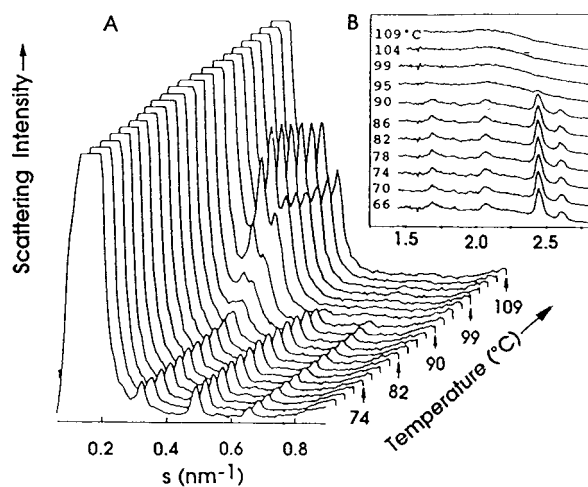 A
B
109°C
104
99
95
90
86
82
78
74
70
66
1.5 2.0 2.5
Scattering Intensity →
109
99
90
82
74
Temperature (°C) →
0.2 0.4 0.6 0.8
s (nm-1)